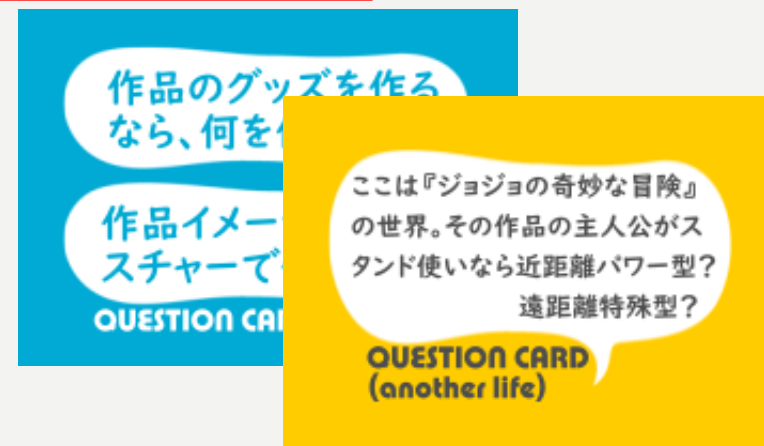 作品のグッズを作る
なら、何を
作品イメー
スチャーで
QUESTION CA
ここは『ジョジョの奇妙な冒険』
の世界。その作品の主人公がス
タンド使いなら近距離パワー型?
遠距離特殊型?
QUESTION CARD
(another life)